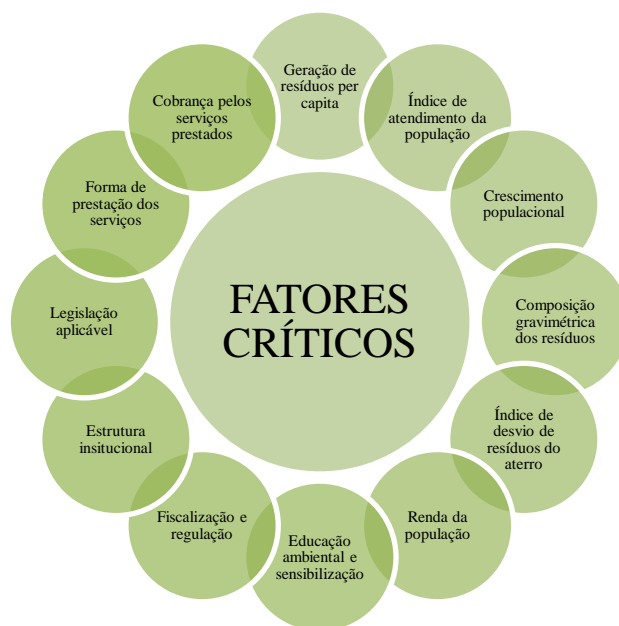 Geração de
resíduos per
capita
Índice de
atendimento da
população
Crescimento
populacional
Composição
gravimétrica
dos resíduos
Índice de
desvio de
resíduos do
aterro
Renda da
população
Educação
ambiental e
sensibilização
Fiscalização e
regulação
Estrutura
insitucional
Legislação
aplicável
Forma de
prestação dos
serviços
Cobrança pelos
serviços
prestados
FATORES
CRÍTICOS